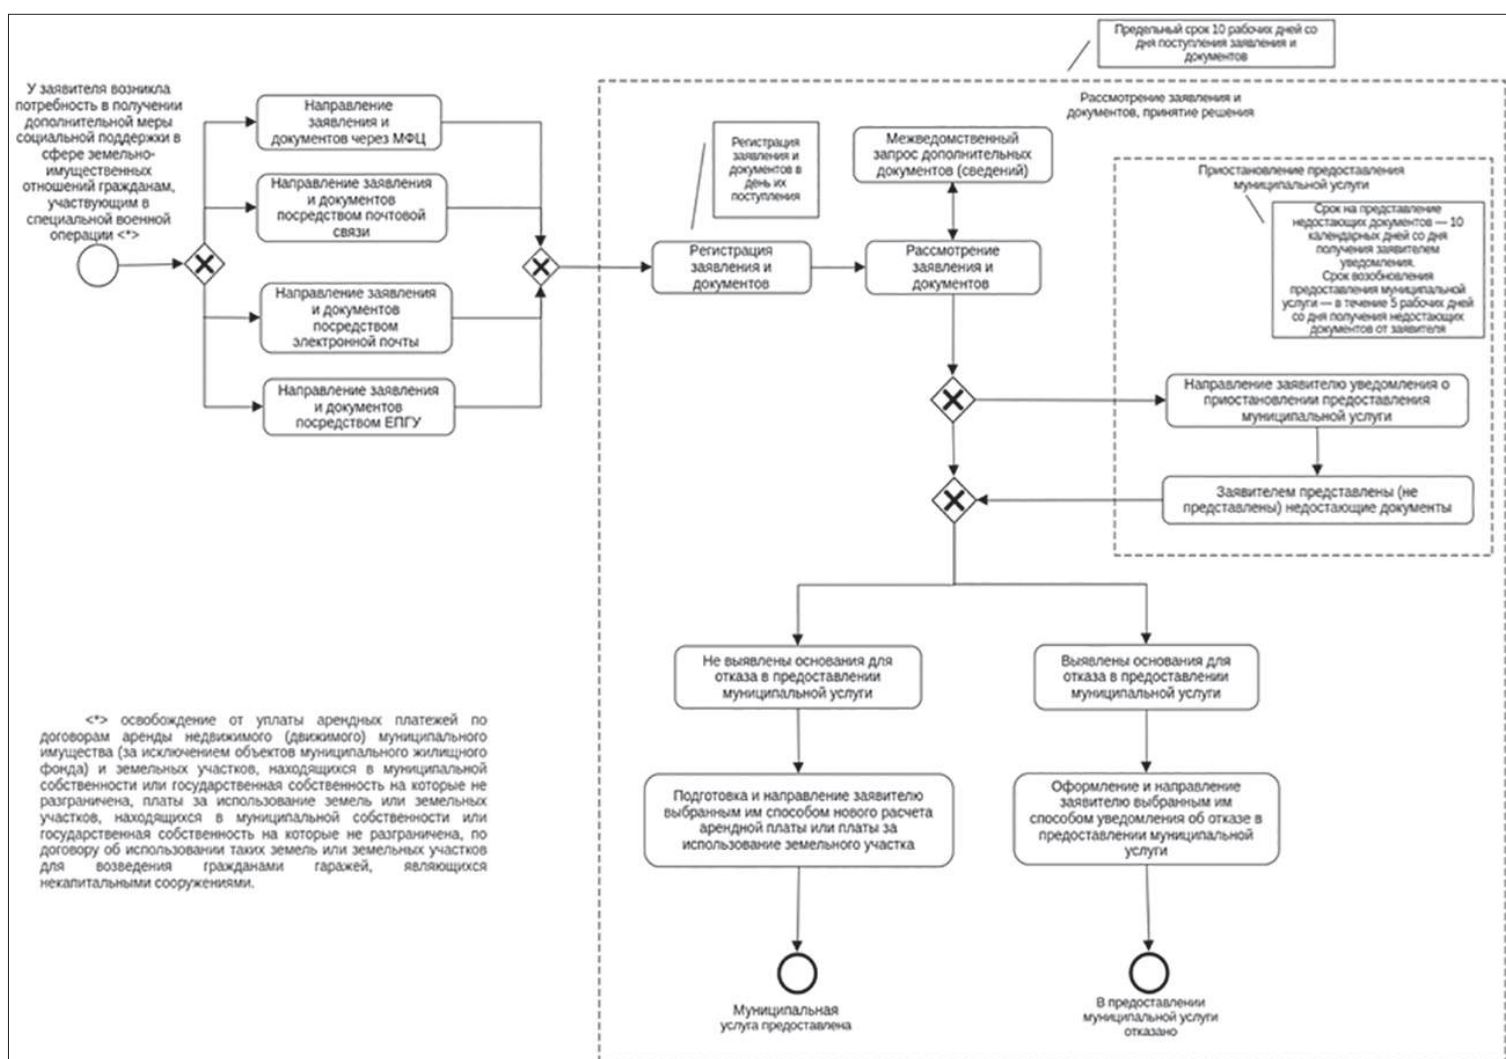 Предельный срок 10 рабочих дней со
дня поступления заявления и
документов
У заявителя возникла
потребность в получении
дополнительной меры
социальной поддержки в
сфере земельно-
имущественных
отношений гражданам,
участвующим в
специальной военной
операции <*>
Направление
заявления и
документов через МФЦ
Направление заявления
и документов
посредством почтовой
связи
Направление заявления
и документов
посредством
электронной почты
Направление заявления
и документов
посредством ЕПГУ
Рассмотрение заявления и
документов, принятие решения
Регистрация
заявления и
документов в
день их
поступления
Межведомственный
запрос дополнительных
документов (сведений)
Регистрация
заявления и
документов
Рассмотрение
заявления и
документов
Приостановление предоставления
муниципальной услуги
Срок на представление
недостающих документов — 10
календарных дней со дня
получения заявителем
уведомления.
Срок возобновления
предоставления муниципальной
услуги — в течение 5 рабочих дней
со дня получения недостающих
документов от заявителя
Направление заявителю уведомления о
приостановлении предоставления
муниципальной услуги
Заявителем представлены (не
представлены) недостающие документы
Не выявлены основания для
отказа в предоставлении
муниципальной услуги
Выявлены основания для
отказа в предоставлении
муниципальной услуги
Подготовка и направление заявителю
выбранным им способом нового расчета
арендной платы или платы за
использование земельного участка
Оформление и направление
заявителю выбранным им
способом уведомления об отказе в
предоставлении муниципальной
услуги
Муниципальная
услуга предоставлена
В предоставлении
муниципальной услуги
отказано
<*> освобождение от уплаты арендных платежей по
договорам аренды недвижимого (движимого) муниципального
имущества (за исключением объектов муниципального жилищного
фонда) и земельных участков, находящихся в муниципальной
собственности или государственная собственность на которые не
разграничена, платы за использование земель или земельных
участков, находящихся в муниципальной собственности или
государственная собственность на которые не разграничена, по
договору об использовании таких земель или земельных участков
для возведения гражданами гаражей, являющихся
некапитальными сооружениями.